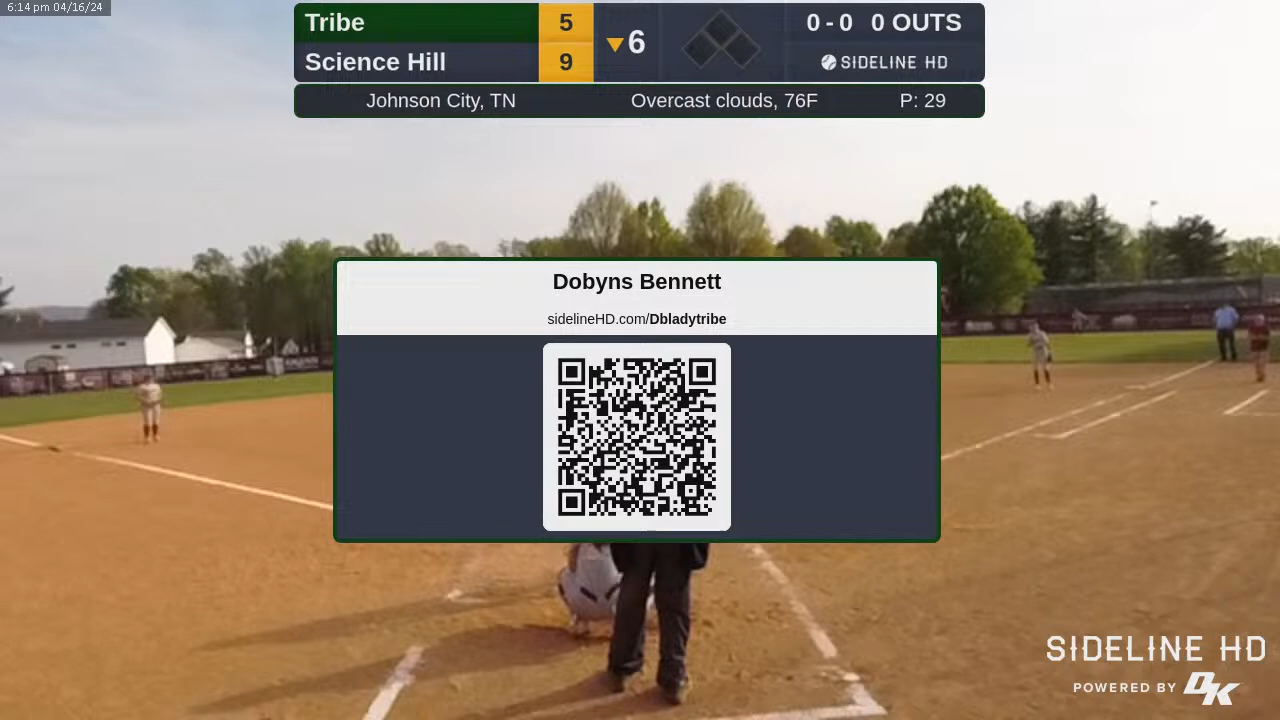 6:14 pm 04/16/24
Tribe 5
Science Hill 9
6
0 - 0 0 OUTS
SIDELINE HD
Johnson City, TN Overcast clouds, 76F P: 29
Dobyns Bennett
sidelineHD.com/Dbladytribe
SIDELINE HD
POWERED BY DK